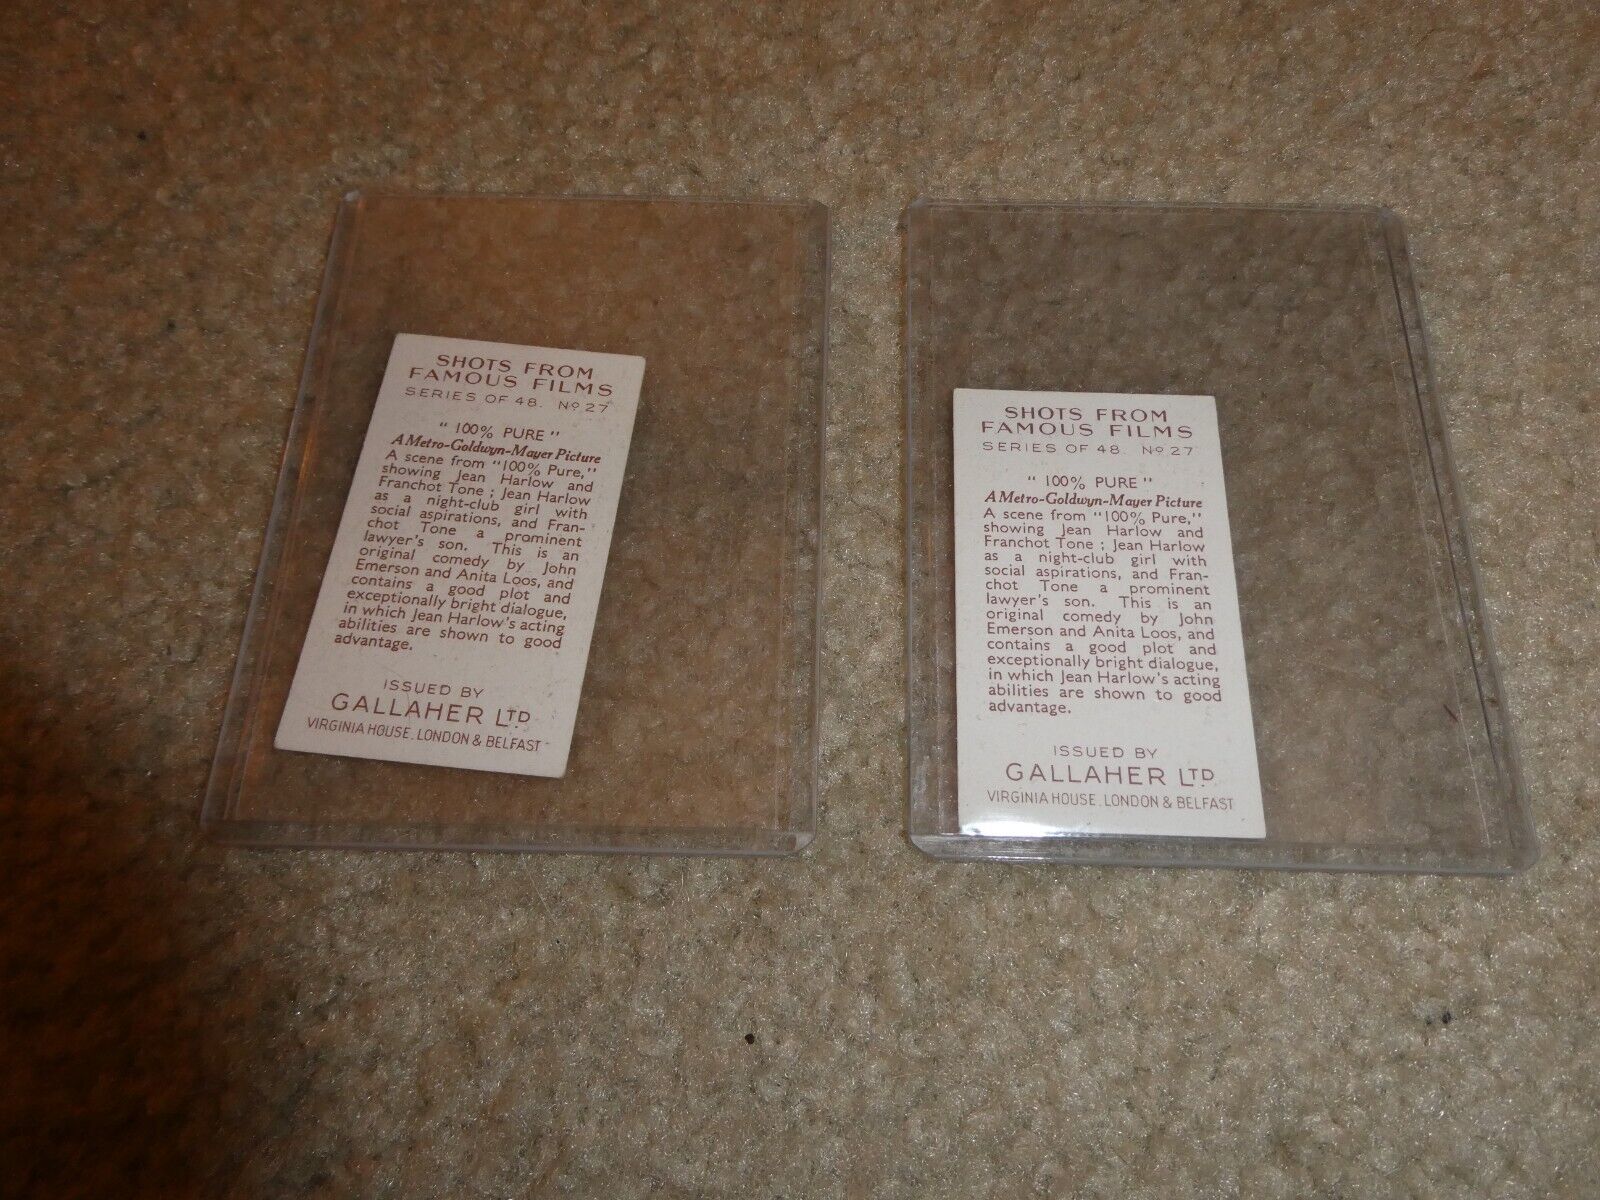 SHOTS FROM
FAMOUS FILMS
SERIES OF 48. No 27
" 100% PURE "
A Metro-Goldwyn-Mayer Picture
A scene from "100% Pure,"
showing Jean Harlow and
Franchot Tone ; Jean Harlow
as a night-club girl with
social aspirations, and Fran-
chot Tone a prominent
lawyer's son. This is an
original comedy by John
Emerson and Anita Loos, and
contains a good plot and
exceptionally bright dialogue,
in which Jean Harlow's acting
abilities are shown to good
advantage.
ISSUED BY
GALLAHER LTD
VIRGINIA HOUSE. LONDON & BELFAST
SHOTS FROM
FAMOUS FILMS
SERIES OF 48. No 27
" 100% PURE "
A Metro-Goldwyn-Mayer Picture
A scene from "100% Pure,"
showing Jean Harlow and
Franchot Tone ; Jean Harlow
as a night-club girl with
social aspirations, and Fran-
chot Tone a prominent
lawyer's son. This is an
original comedy by John
Emerson and Anita Loos, and
contains a good plot and
exceptionally bright dialogue,
in which Jean Harlow's acting
abilities are shown to good
advantage.
ISSUED BY
GALLAHER LTD
VIRGINIA HOUSE. LONDON & BELFAST